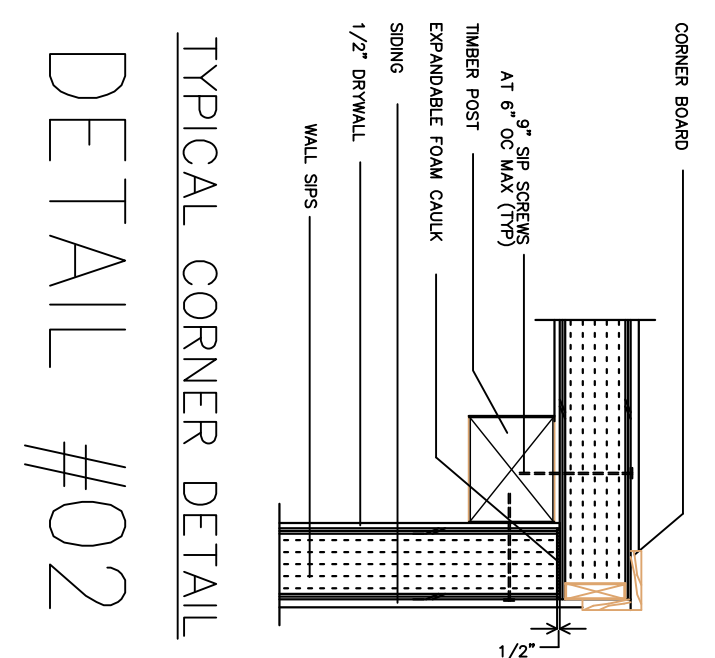 CORNER BOARD
9" SIP SCREWS
AT 6" OC MAX (TYP)
TIMBER POST
EXPANDABLE FOAM CAULK
SIDING
1/2" DRYWALL
WALL SIPS
1/2"
TYPICAL CORNER DETAIL
DETAIL #02